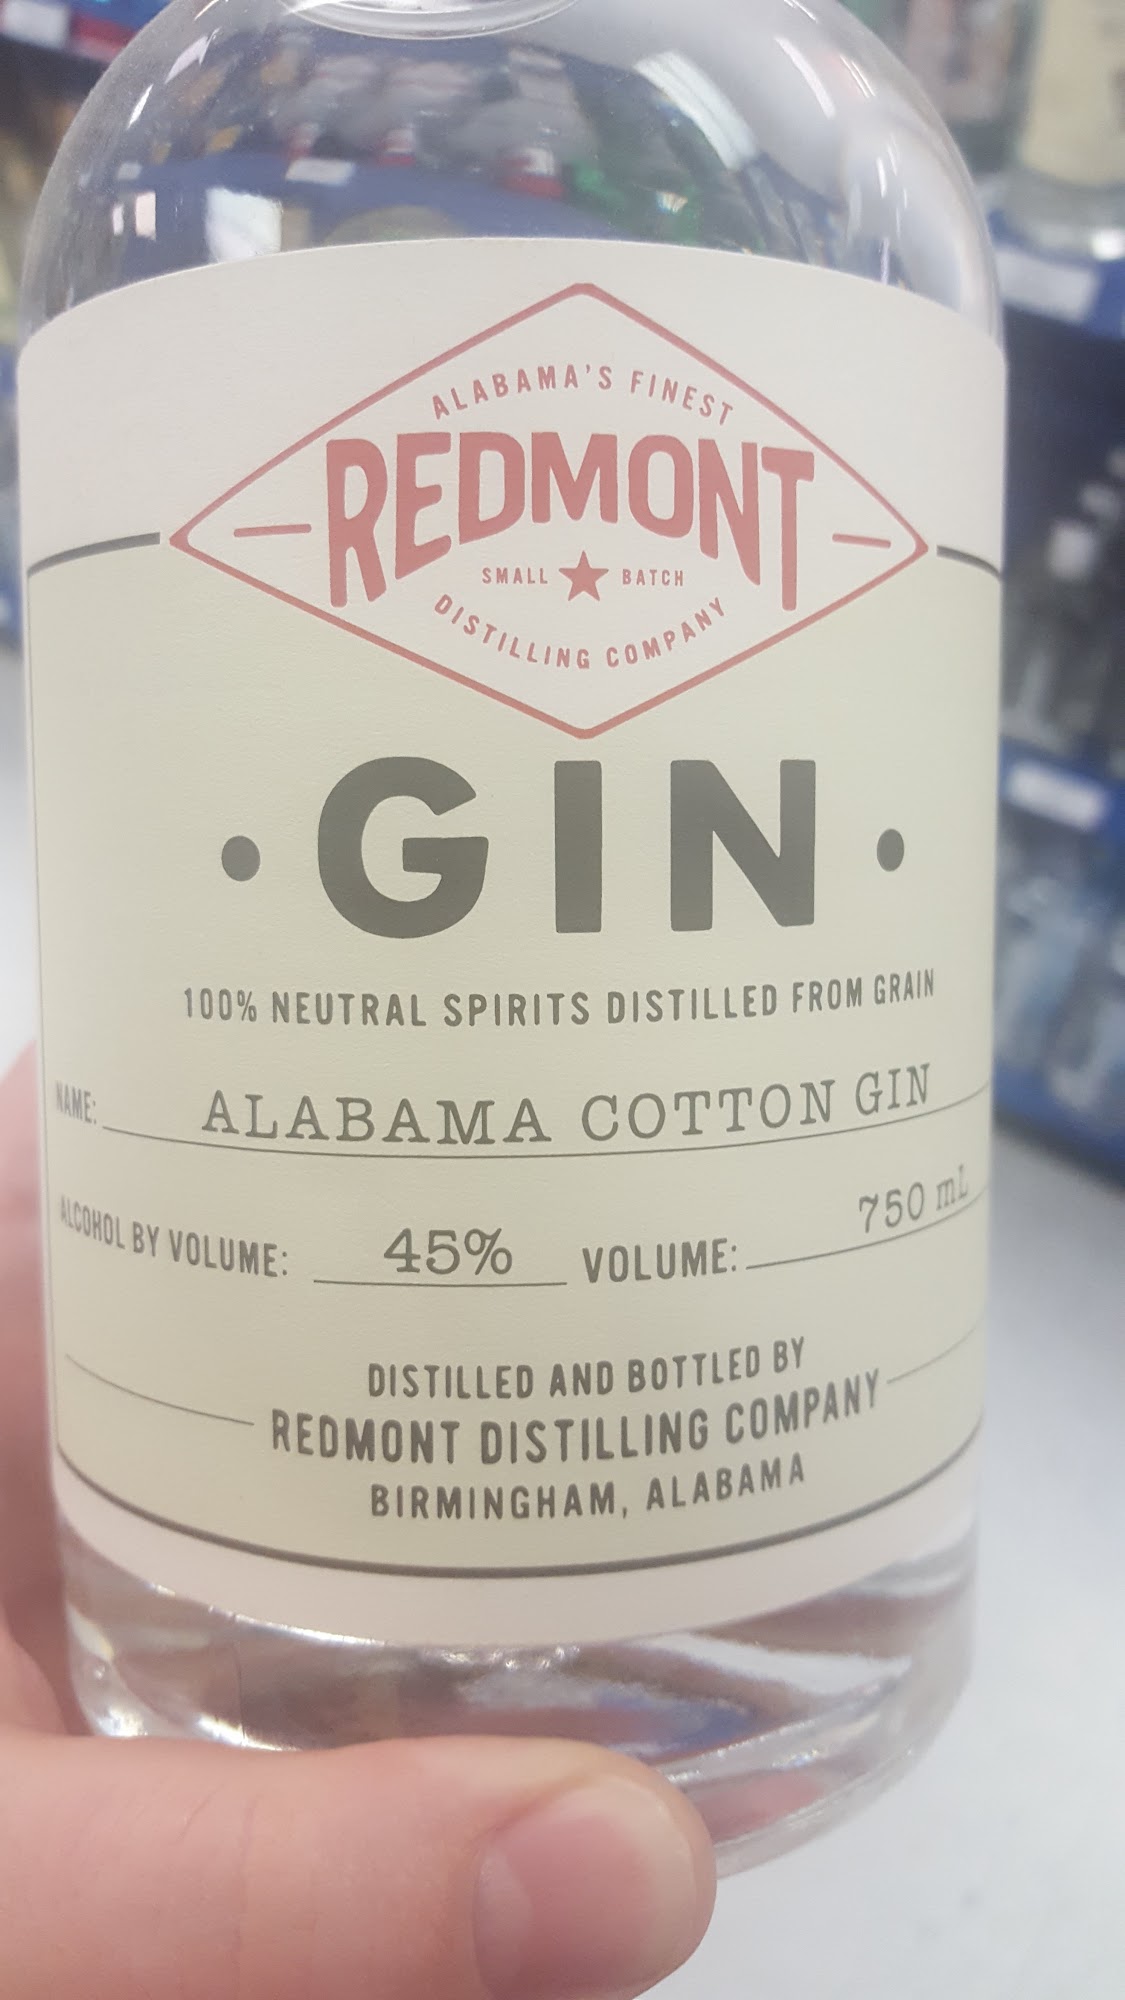 ALABAMA'S FINEST
REDMONT
SMALL BATCH
DISTILLING COMPANY
GIN
100% NEUTRAL SPIRITS DISTILLED FROM GRAIN
NAME: ALABAMA COTTON GIN
ALCOHOL BY VOLUME: 45% VOLUME: 750 mL
DISTILLED AND BOTTLED BY
REDMONT DISTILLING COMPANY
BIRMINGHAM, ALABAMA